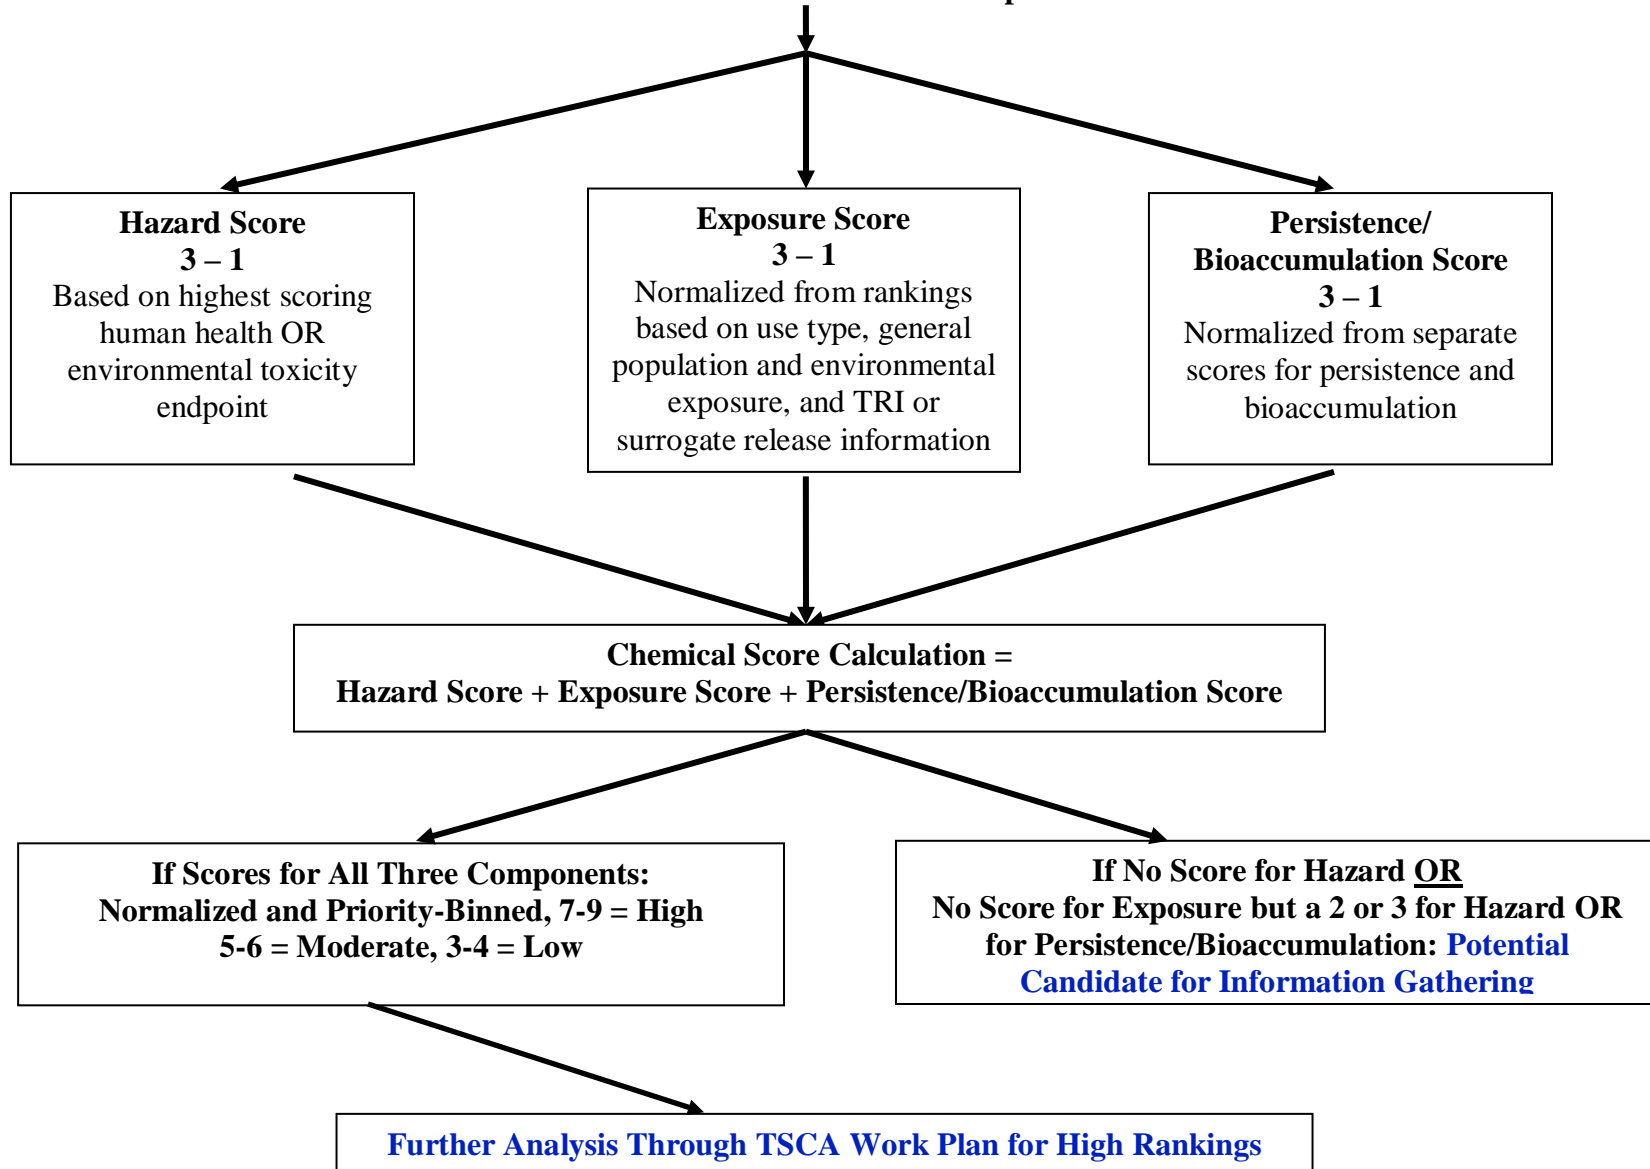 Hazard Score
3 – 1
Based on highest scoring
human health OR
environmental toxicity
endpoint
Exposure Score
3 – 1
Normalized from rankings
based on use type, general
population and environmental
exposure, and TRI or
surrogate release information
Persistence/
Bioaccumulation Score
3 – 1
Normalized from separate
scores for persistence and
bioaccumulation
Chemical Score Calculation =
Hazard Score + Exposure Score + Persistence/Bioaccumulation Score
If Scores for All Three Components:
Normalized and Priority-Binned, 7-9 = High
5-6 = Moderate, 3-4 = Low
If No Score for Hazard OR
No Score for Exposure but a 2 or 3 for Hazard OR
for Persistence/Bioaccumulation: Potential
Candidate for Information Gathering
Further Analysis Through TSCA Work Plan for High Rankings